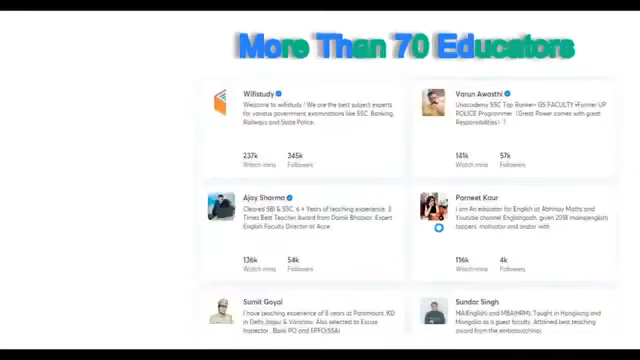 More Than 70 Educators
Wifistudy
Welcome to wifistudy ! We are the best subject experts
for various government examinations like SSC, Banking,
Railways and State Police.
237k 345k
Watch mins Followers
Varun Awasthi
Unacademy SSC Top Ranker- GS FACULTY •Former UP
POLICE Programmer |Great Power comes with great
Responsibilities|
141k 57k
Watch mins Followers
Ajay Sharma
Cleared SBI & SSC, 6 + Years of teaching experience, 3
Times Best Teacher Award from Dainik Bhaskar, Expert
English Faculty Director at Acce
136k 54k
Watch mins Followers
Parneet Kaur
I am An educator for English at Abhinay Maths and
Youtube channel Englishgosh, given 2018 mains(english)
toppers motivator and orator with
116k 4k
Watch mins Followers
Sumit Goyal
I have teaching experience of 8 years at Paramount, KD
in Delhi, Jaipur & Varanasi. Also selected as Excise
Inspector , Bank PO and EPFO(SSA)
Sundar Singh
MA(English) and MBA(HRM). Taught in Hongkong and
Mongolia as a guest faculty. Attained best teaching
award from the embassy(china).